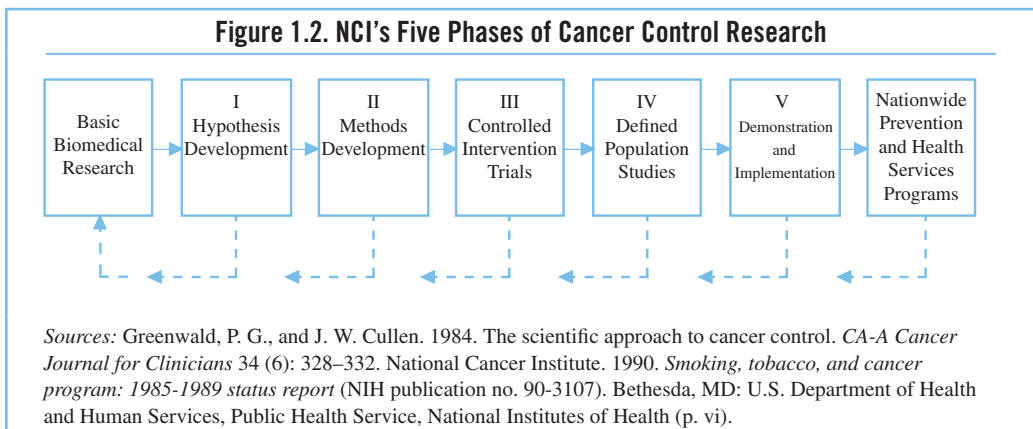 Figure 1.2. NCI’s Five Phases of Cancer Control Research
Basic
Biomedical
Research
I
Hypothesis
Development
II
Methods
Development
III
Controlled
Intervention
Trials
IV
Defined
Population
Studies
V
Demonstration
and
Implementation
Nationwide
Prevention
and Health
Services
Programs
Sources: Greenwald, P. G., and J. W. Cullen. 1984. The scientific approach to cancer control. CA-A Cancer
Journal for Clinicians 34 (6): 328–332. National Cancer Institute. 1990. Smoking, tobacco, and cancer
program: 1985-1989 status report (NIH publication no. 90-3107). Bethesda, MD: U.S. Department of Health
and Human Services, Public Health Service, National Institutes of Health (p. vi).